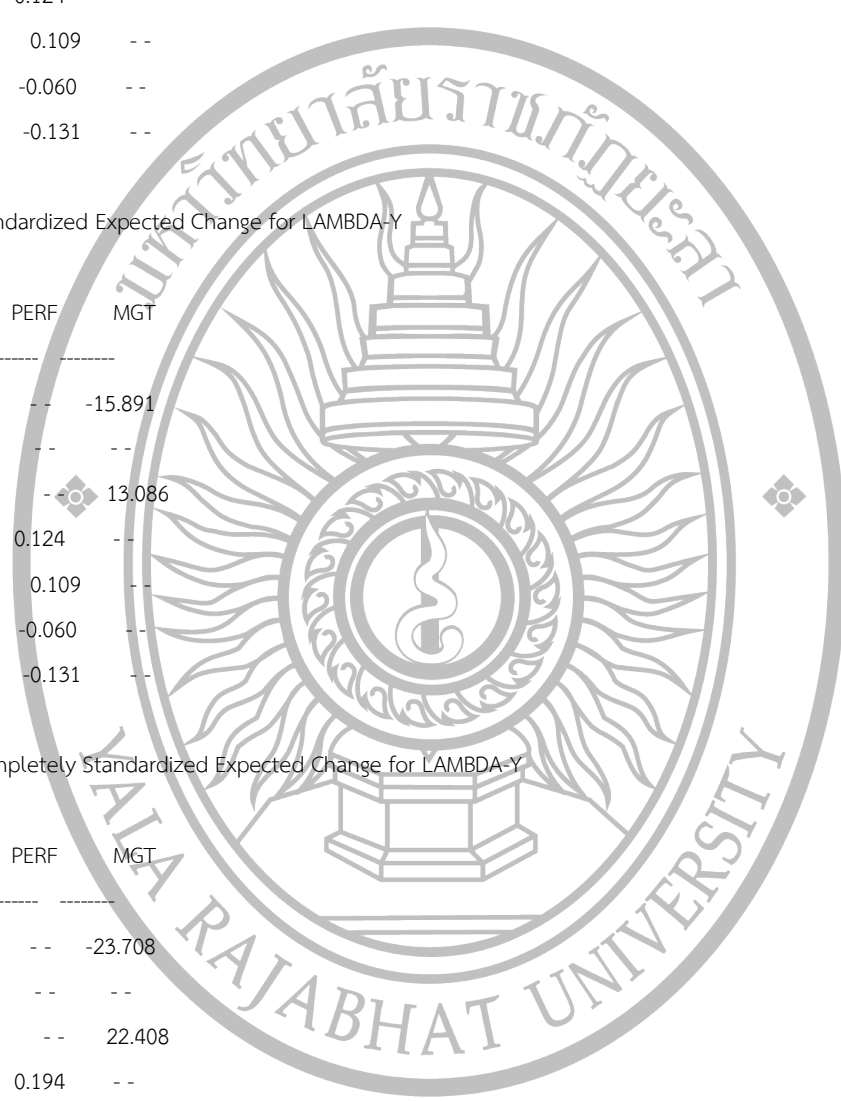 0.124
0.109 - -
-0.060 - -
-0.131 - -
ndardized Expected Change for LAMBDA-Y
PERF MGT
------ --------
- - -15.891
- - - -
- - 13.086
0.124 - -
0.109 - -
-0.060 - -
-0.131 - -
mpletely Standardized Expected Change for LAMBDA-Y
PERF MGT
------ --------
- - -23.708
- - - -
- - 22.408
0.194 - -
มหาวิทยาลัยราชภัฏยะลา
YALA RAJABHAT UNIVERSITY